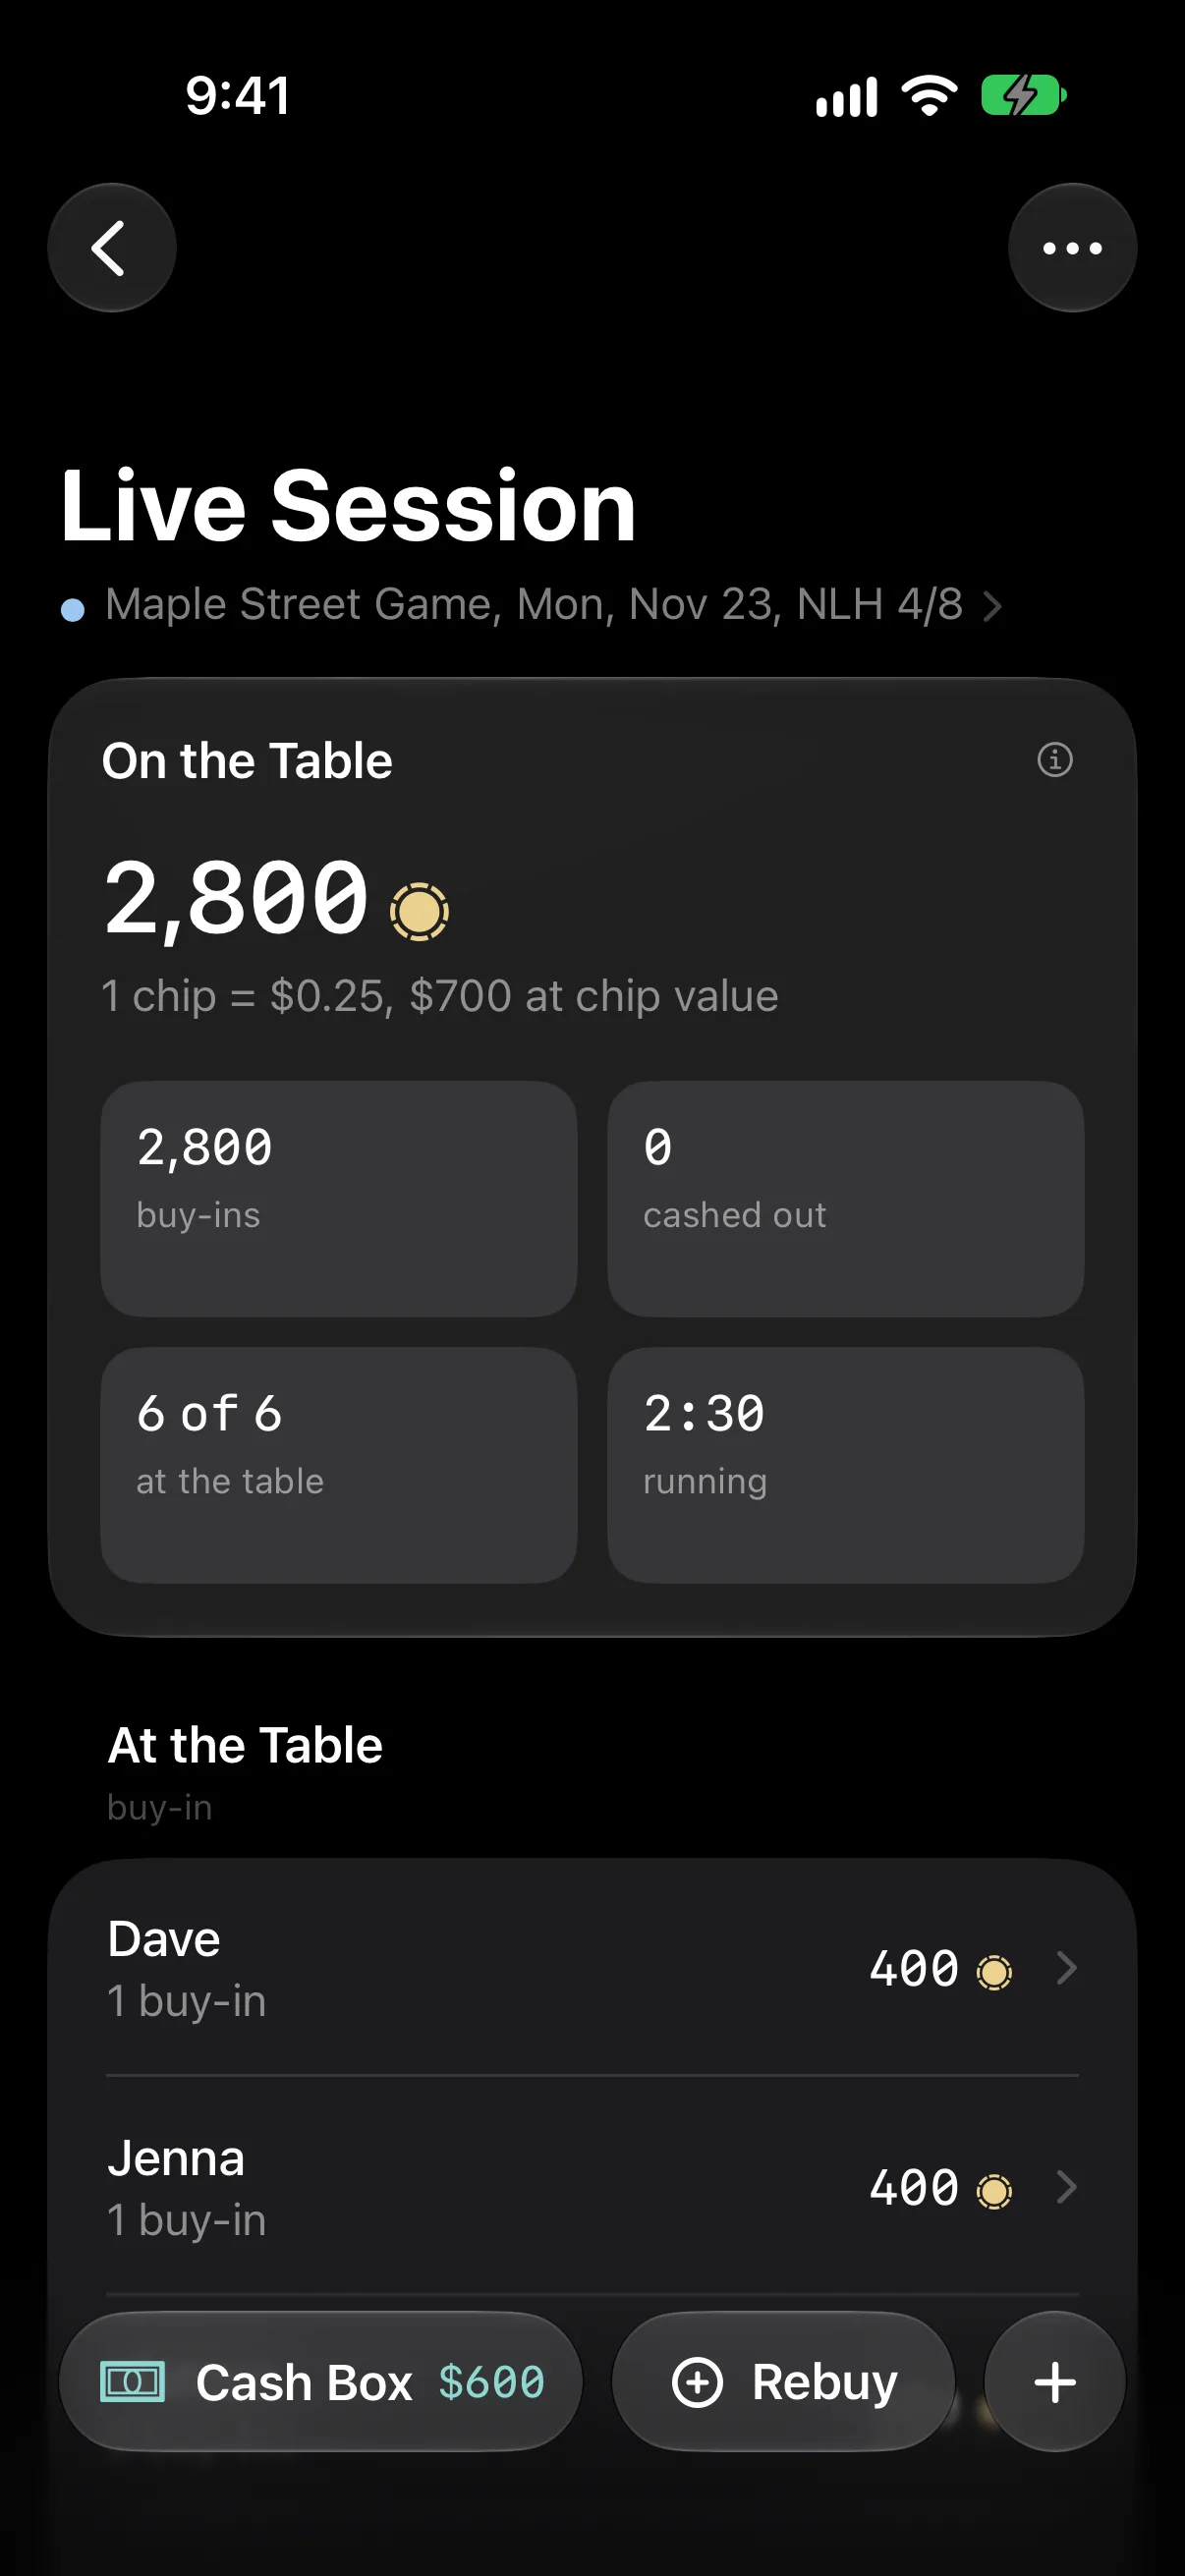 9:41
Live Session
Maple Street Game, Mon, Nov 23, NLH 4/8
On the Table
2,800
1 chip = $0.25, $700 at chip value
2,800
buy-ins
0
cashed out
6 of 6
at the table
2:30
running
At the Table
buy-in
Dave
1 buy-in
400
Jenna
1 buy-in
400
Cash Box $600
Rebuy